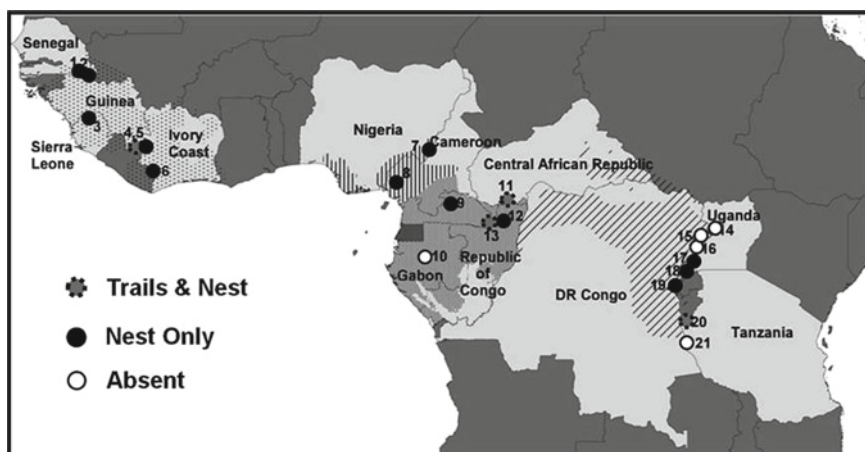 Senegal
1,2
Guinea
3
Sierra
Leone
4,5
Ivory
Coast
6
Nigeria
7
Cameroon
8
Central African Republic
9
11
12
13
10
Gabon
Republic
of
Congo
DR Congo
Uganda
14
15
16
17
18
19
20
21
Tanzania
Trails & Nest
Nest Only
Absent